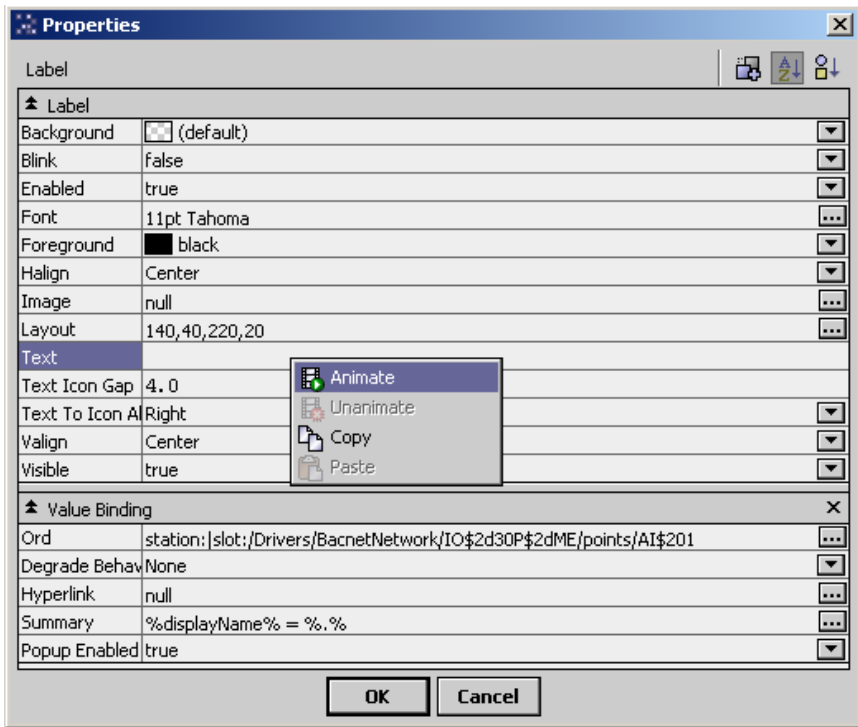 Properties
Label
Label
Background (default)
Blink false
Enabled true
Font 11pt Tahoma
Foreground black
Halign Center
Image null
Layout 140,40,220,20
Text
Text Icon Gap 4.0
Animate
Unanimate
Copy
Paste
Text To Icon Al Right
Valign Center
Visible true
Value Binding
Ord station:|slot:/Drivers/BacnetNetwork/IO$2d30P$2dME/points/AI$201
Degrade Behav None
Hyperlink null
Summary %displayName% = %.%
Popup Enabled true
OK Cancel